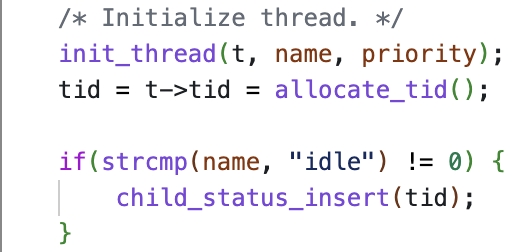 /* Initialize thread. */
init_thread(t, name, priority);
tid = t->tid = allocate_tid();
if(strcmp(name, "idle") != 0) {
child_status_insert(tid);
}